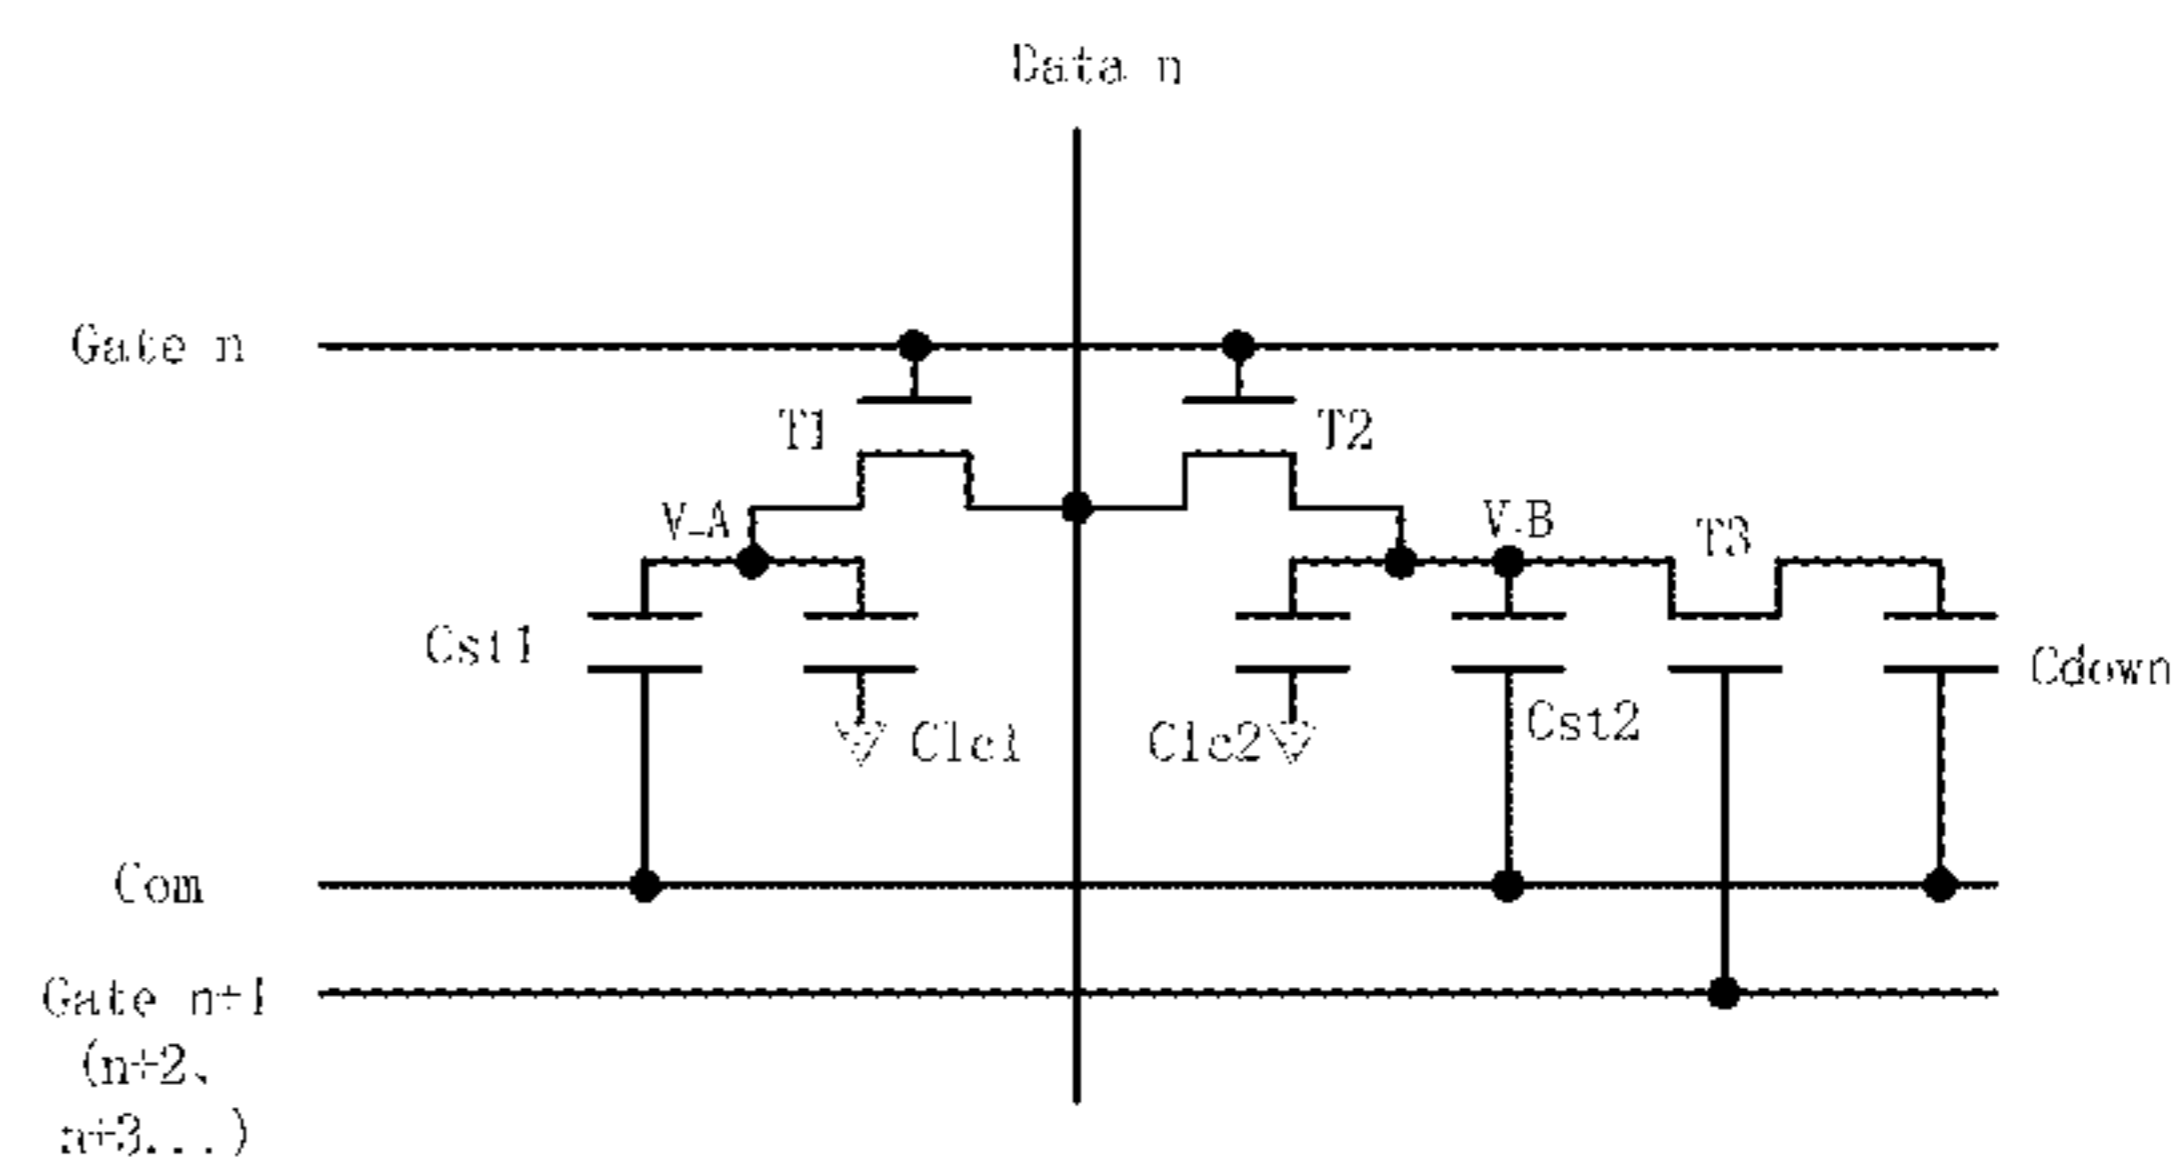 Data n
Gate n
T1
T2
V-A
V-B
T3
Cst1
Cdown
Clc1
Clc2
Cst2
Com
Gate n+1
(n+2、
n+3...)